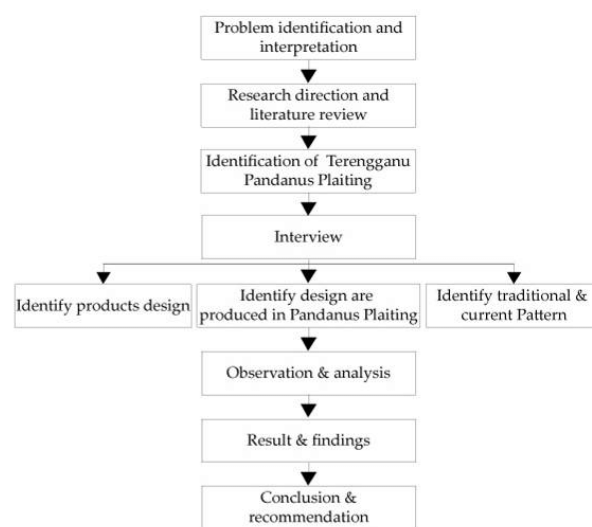 Problem identification and
interpretation
Research direction and
literature review
Identification of Terengganu
Pandanus Plaiting
Interview
Identify products design
Identify design are
produced in Pandanus Plaiting
Identify traditional &
current Pattern
Observation & analysis
Result & findings
Conclusion &
recommendation